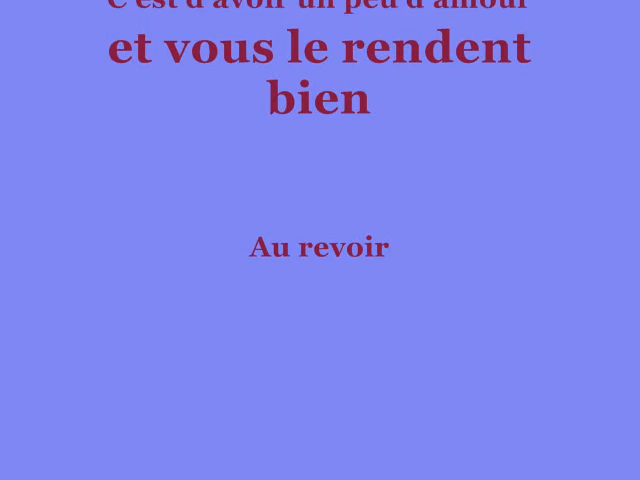 C'est d'avoir un peu d'amour
et vous le rendent
bien
Au revoir